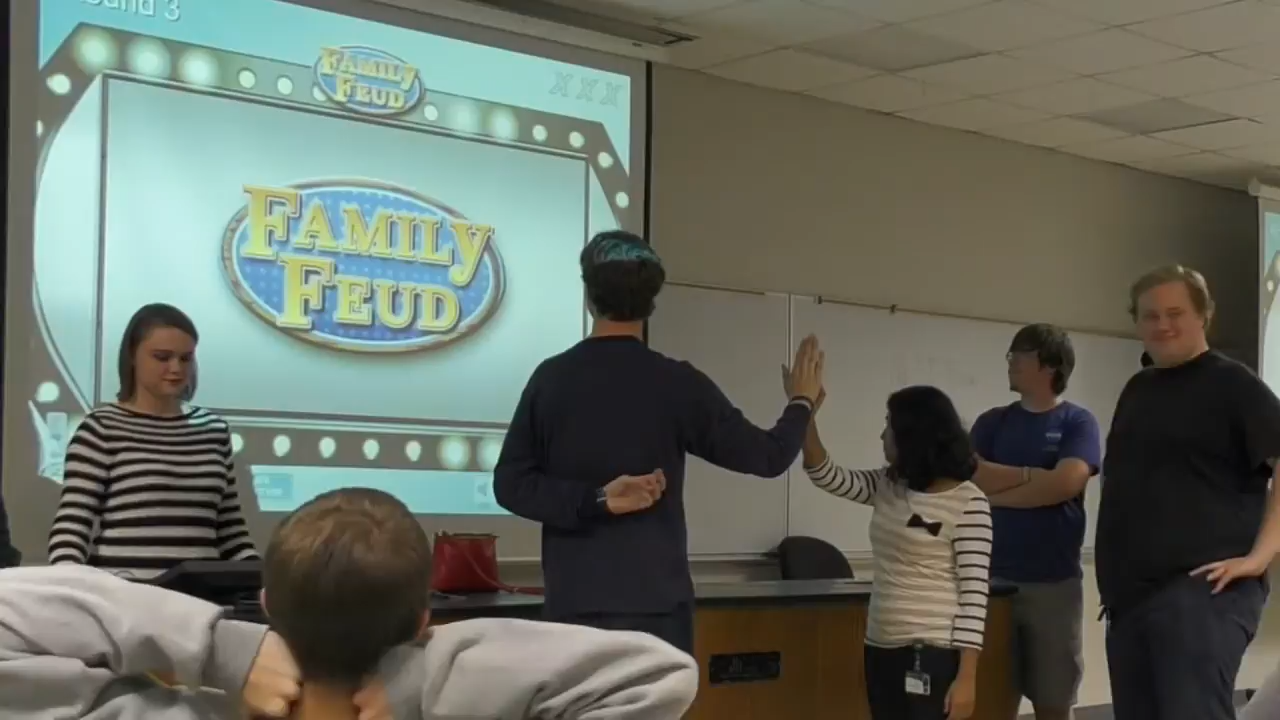 Round 3
FAMILY
FEUD
X X X
FAMILY
FEUD